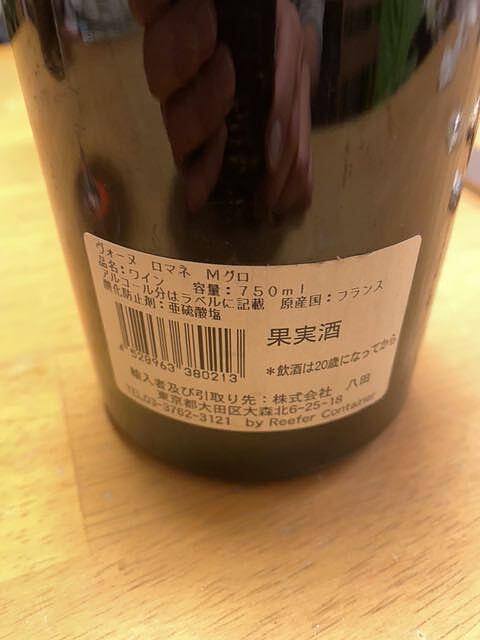 ヴォーヌ ロマネ Mグロ
品名：ワイン 容量：750ml
アルコール分はラベルに記載 原産国：フランス
酸化防止剤：亜硫酸塩
果実酒
4 528963 380213
*飲酒は20歳になってから
輸入者及び引取り先：株式会社 八田
東京都大田区大森北6-25-18
TEL03-3762-3121 by Reefer Container